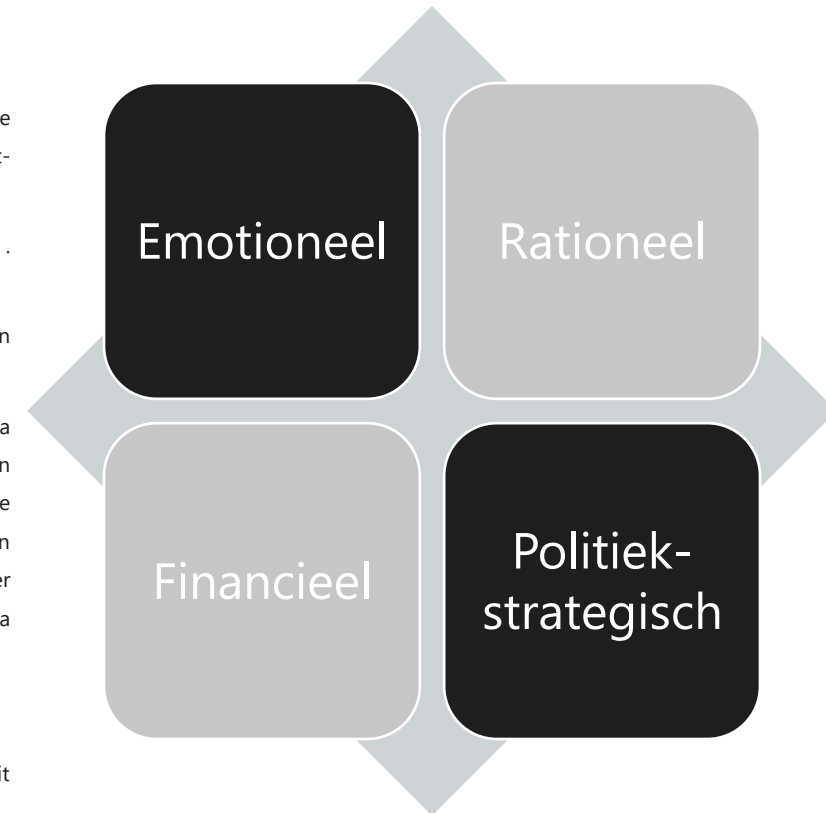 Emotioneel
Rationeel
Financieel
Politiek-
strategisch